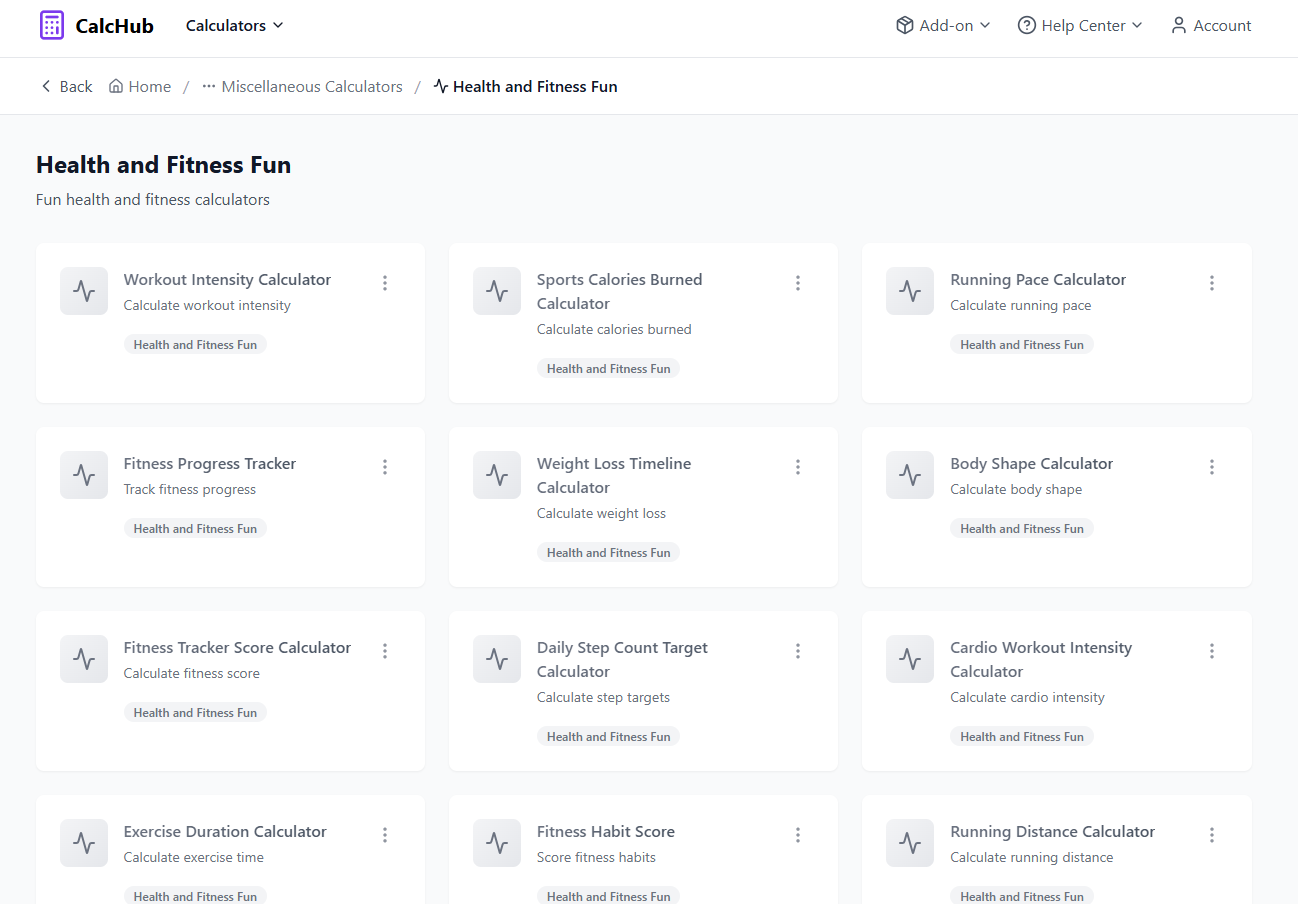 CalcHub Calculators Add-on Help Center Account
Back Home / ··· Miscellaneous Calculators / Health and Fitness Fun
Health and Fitness Fun
Fun health and fitness calculators
Workout Intensity Calculator
Calculate workout intensity
Health and Fitness Fun
Sports Calories Burned
Calculator
Calculate calories burned
Health and Fitness Fun
Running Pace Calculator
Calculate running pace
Health and Fitness Fun
Fitness Progress Tracker
Track fitness progress
Health and Fitness Fun
Weight Loss Timeline
Calculator
Calculate weight loss
Health and Fitness Fun
Body Shape Calculator
Calculate body shape
Health and Fitness Fun
Fitness Tracker Score Calculator
Calculate fitness score
Health and Fitness Fun
Daily Step Count Target
Calculator
Calculate step targets
Health and Fitness Fun
Cardio Workout Intensity
Calculator
Calculate cardio intensity
Health and Fitness Fun
Exercise Duration Calculator
Calculate exercise time
Health and Fitness Fun
Fitness Habit Score
Score fitness habits
Health and Fitness Fun
Running Distance Calculator
Calculate running distance
Health and Fitness Fun